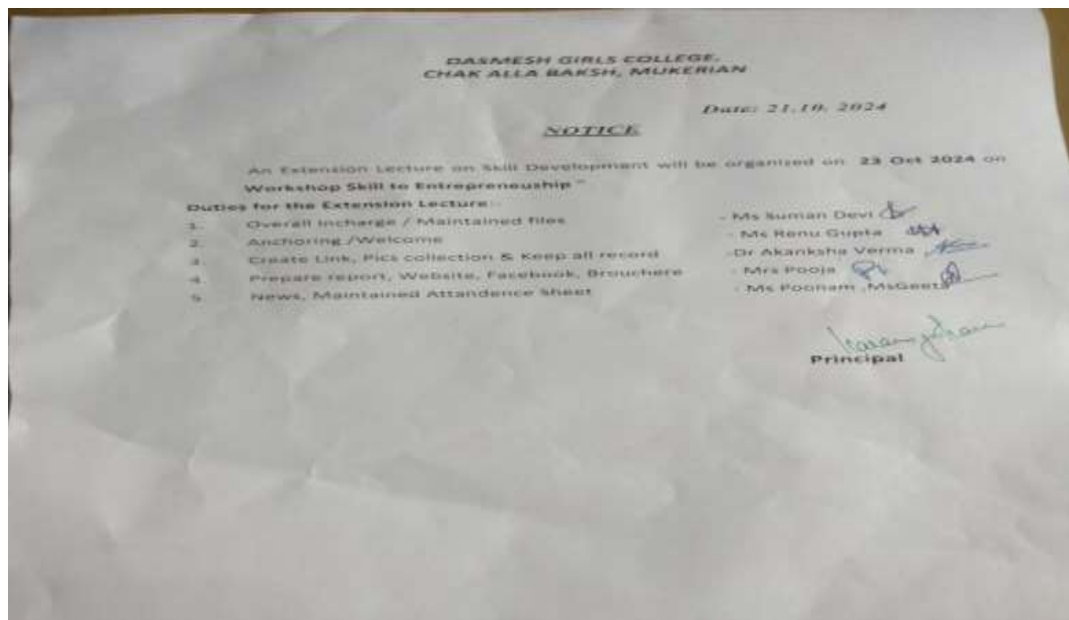 DASMESH GIRLS COLLEGE,
CHAK ALLA BAKSH, MUKERIAN
Date: 21.10. 2024
NOTICE
An Extension Lecture on Skill Development will be organized on 23 Oct 2024 on
Workshop Skill to Entrepreneuship "
Duties for the Extension Lecture:-
1. Overall Incharge / Maintained files - Ms Suman Devi
2. Anchoring /Welcome - Ms Renu Gupta
3. Create Link, Pics collection & Keep all record -Dr Akanksha Verma
4. Prepare report, Website, Facebook, Brouchere - Mrs Pooja
5. News, Maintained Attandence Sheet - Ms Poonam ,MsGeeta
Principal